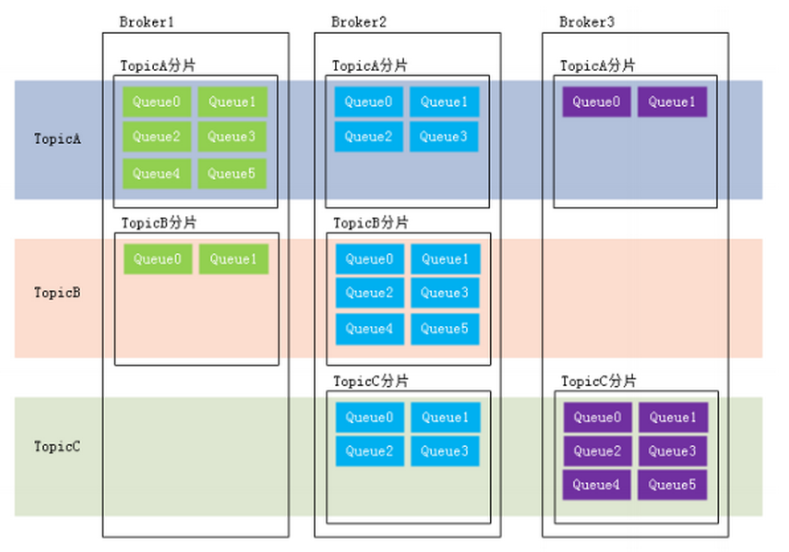 Broker1 Broker2 Broker3
TopicA分片 TopicA分片 TopicA分片
Queue0 Queue1 Queue0 Queue1 Queue0 Queue1
TopicA Queue2 Queue3 Queue2 Queue3
Queue4 Queue5
TopicB分片 TopicB分片
Queue0 Queue1 Queue0 Queue1
TopicB Queue2 Queue3
Queue4 Queue5
TopicC分片 TopicC分片
Queue0 Queue1 Queue0 Queue1
TopicC Queue2 Queue3 Queue2 Queue3
Queue4 Queue5